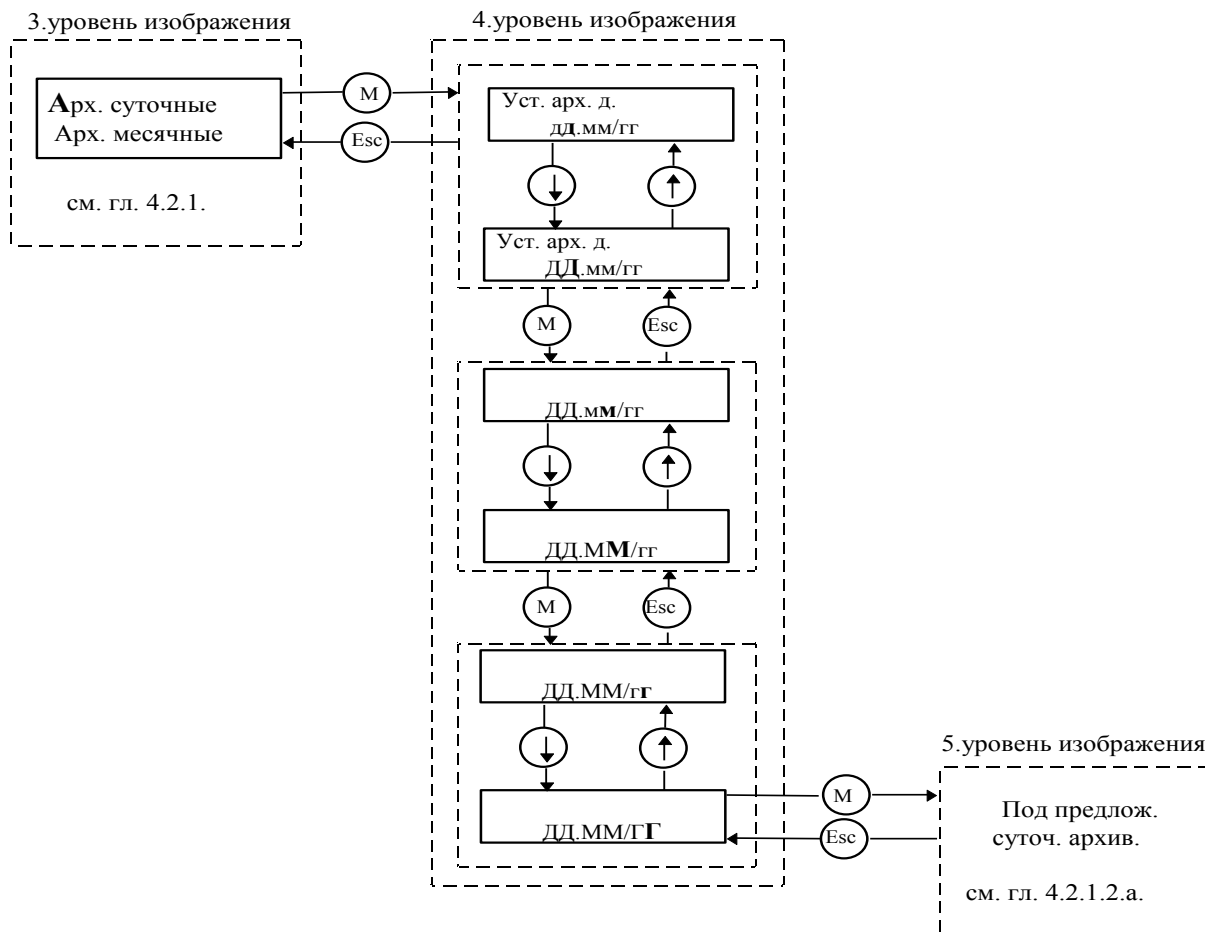 3.уровень изображения
4.уровень изображения
Арх. суточные
Арх. месячные
М
Esc
см. гл. 4.2.1.
Уст. арх. д.
дд.мм/гг
Уст. арх. д.
ДД.мм/гг
М
Esc
ДД.мм/гг
ДД.ММ/гг
М
Esc
ДД.ММ/гг
ДД.ММ/ГГ
5.уровень изображения
М
Esc
Под предлож.
суточ. архив.
см. гл. 4.2.1.2.а.